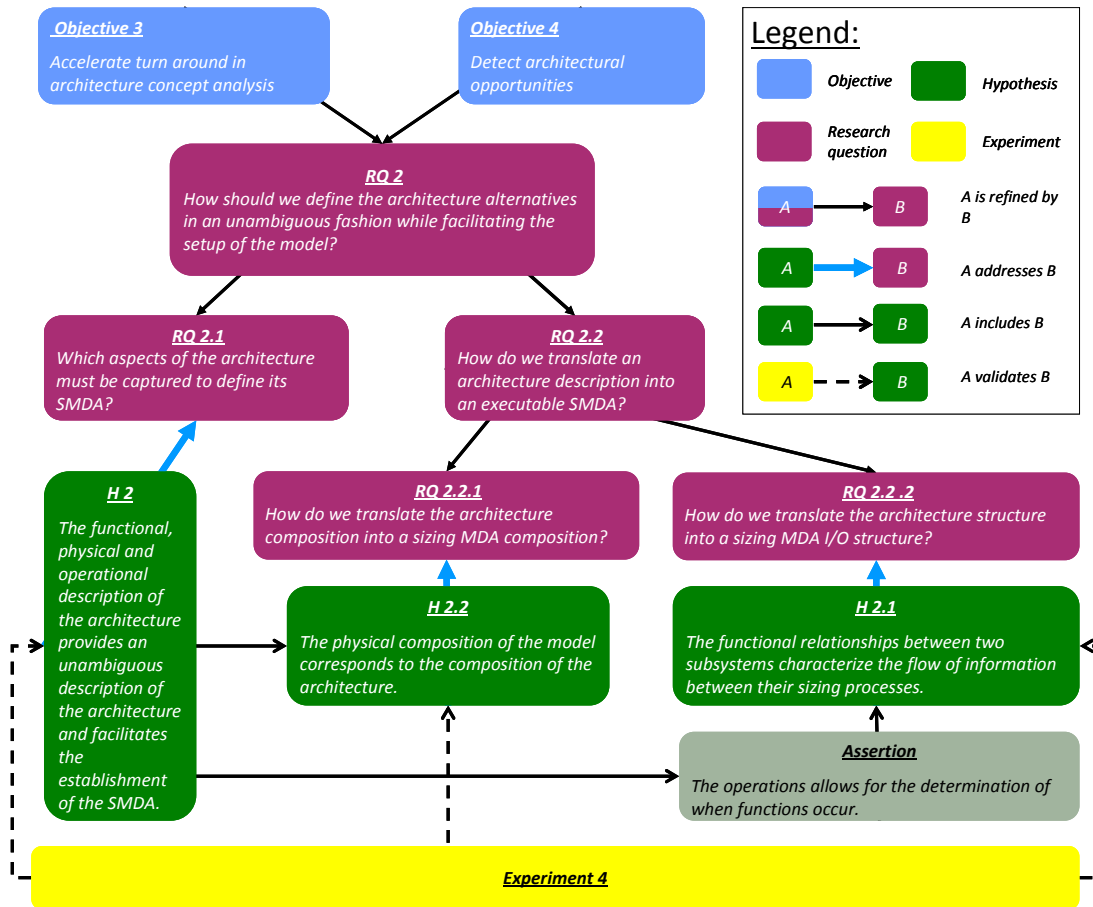 Objective 3
Accelerate turn around in
architecture concept analysis
Objective 4
Detect architectural
opportunities
Legend:
Objective
Hypothesis
Research
question
Experiment
A
B
A is refined by
B
A
B
A addresses B
A
B
A includes B
A
B
A validates B
RQ 2
How should we define the architecture alternatives
in an unambiguous fashion while facilitating the
setup of the model?
RQ 2.1
Which aspects of the architecture
must be captured to define its
SMDA?
RQ 2.2
How do we translate an
architecture description into
an executable SMDA?
H 2
The functional,
physical and
operational
description of
the architecture
provides an
unambiguous
description of
the architecture
and facilitates
the
establishment
of the SMDA.
RQ 2.2.1
How do we translate the architecture
composition into a sizing MDA composition?
RQ 2.2 .2
How do we translate the architecture structure
into a sizing MDA I/O structure?
H 2.2
The physical composition of the model
corresponds to the composition of the
architecture.
H 2.1
The functional relationships between two
subsystems characterize the flow of information
between their sizing processes.
Assertion
The operations allows for the determination of
when functions occur.
Experiment 4